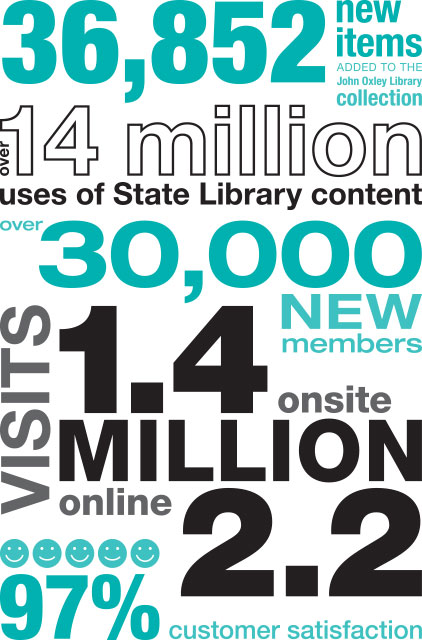 36,852
new
items
ADDED TO THE
John Oxley Library
collection
over
14 million
uses of State Library content
over
30,000
NEW
members
VISITS
1.4
onsite
MILLION
online
2.2
97%
customer satisfaction